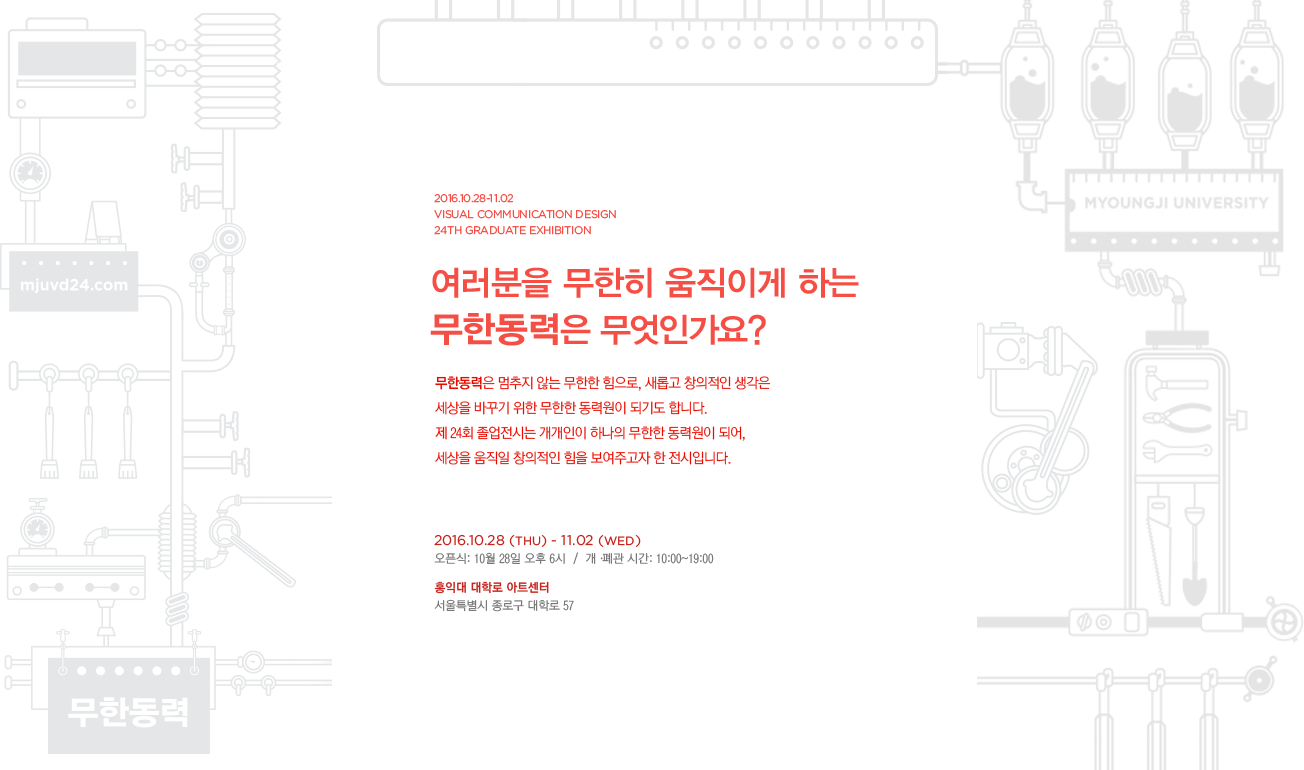 MYOUNGJI UNIVERSITY
2016.10.28-11.02
VISUAL COMMUNICATION DESIGN
24TH GRADUATE EXHIBITION
mjuvd24.com
여러분을 무한히 움직이게 하는
무한동력은 무엇인가요?
무한동력은 멈추지 않는 무한한 힘으로, 새롭고 창의적인 생각은
세상을 바꾸기 위한 무한한 동력원이 되기도 합니다.
제 24회 졸업전시는 개개인이 하나의 무한한 동력원이 되어,
세상을 움직일 창의적인 힘을 보여주고자 한 전시입니다.
2016.10.28 (THU) - 11.02 (WED)
오픈식: 10월 28일 오후 6시 / 개 ·폐관 시간: 10:00~19:00
홍익대 대학로 아트센터
서울특별시 종로구 대학로 57
무한동력